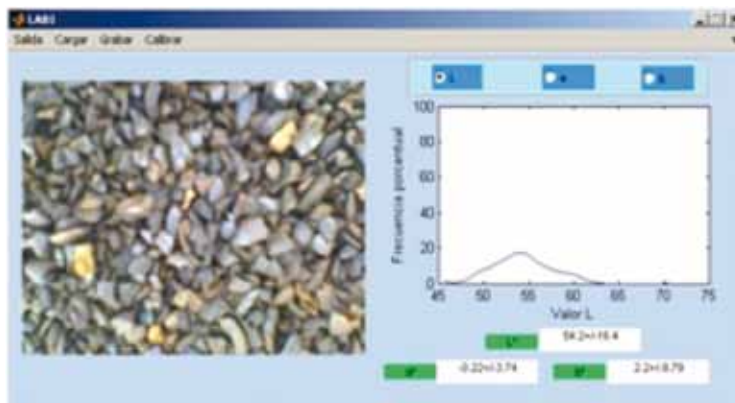 LAB1
Salida Cargar Grabar Calibrar
L a b
Frecuencia porcentual
100
80
60
40
20
0
45 50 55 60 65 70 75
Valor L
L* 54.2+/-16.4
a* -0.22+/-3.74 b* 2.2+/-8.79